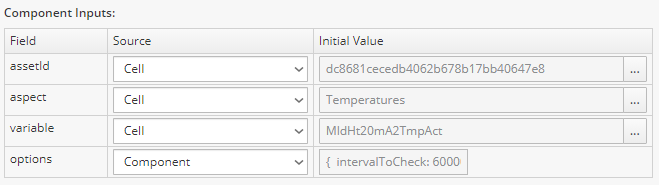 Component Inputs:
Field Source Initial Value
assetId Cell dc8681cecedb4062b678b17bb40647e8 ...
aspect Cell Temperatures ...
variable Cell MldHt20mA2TmpAct ...
options Component { intervalToCheck: 6000